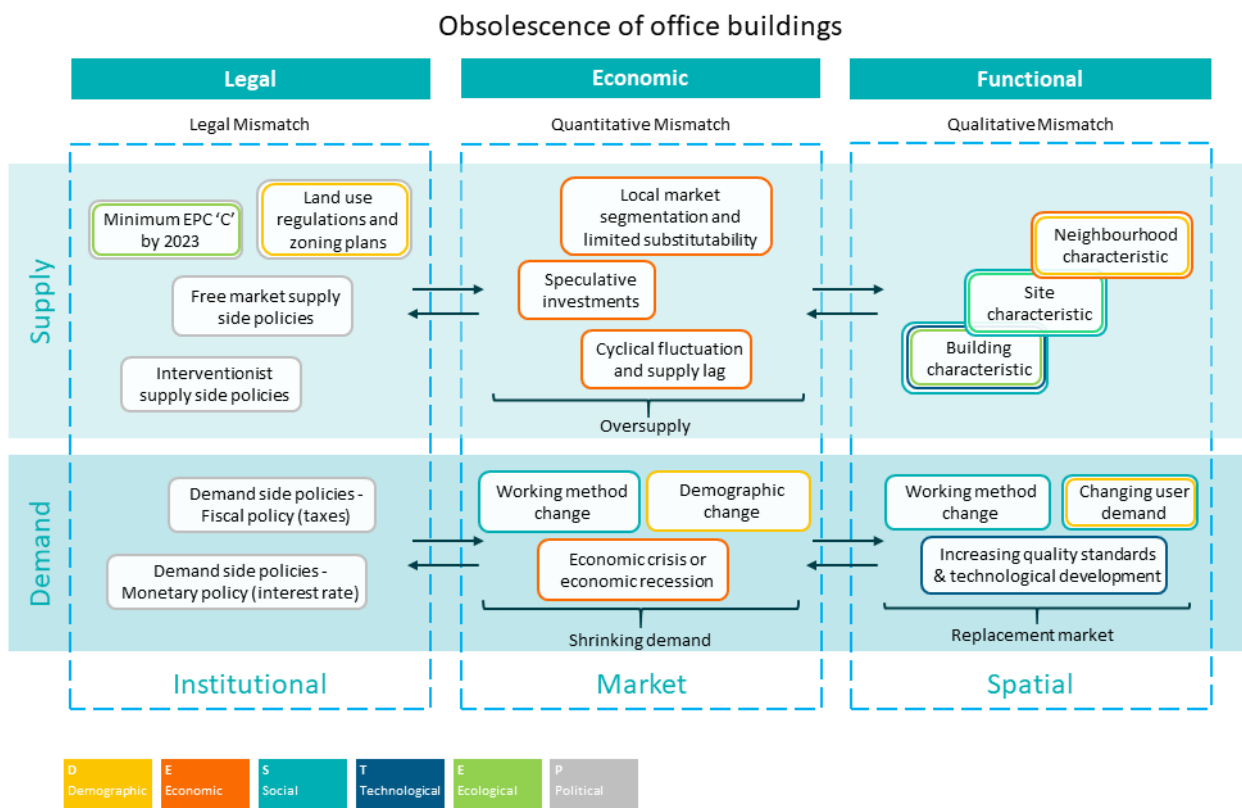 Obsolescence of office buildings
Legal
Economic
Functional
Legal Mismatch
Quantitative Mismatch
Qualitative Mismatch
Supply
Minimum EPC ‘C’
by 2023
Land use
regulations and
zoning plans
Free market supply
side policies
Interventionist
supply side policies
Local market
segmentation and
limited substitutability
Speculative
investments
Cyclical fluctuation
and supply lag
Oversupply
Neighbourhood
characteristic
Site
characteristic
Building
characteristic
Demand
Demand side policies -
Fiscal policy (taxes)
Demand side policies -
Monetary policy (interest rate)
Working method
change
Demographic
change
Economic crisis or
economic recession
Shrinking demand
Working method
change
Changing user
demand
Increasing quality standards
& technological development
Replacement market
Institutional
Market
Spatial
D
Demographic
E
Economic
S
Social
T
Technological
E
Ecological
P
Political